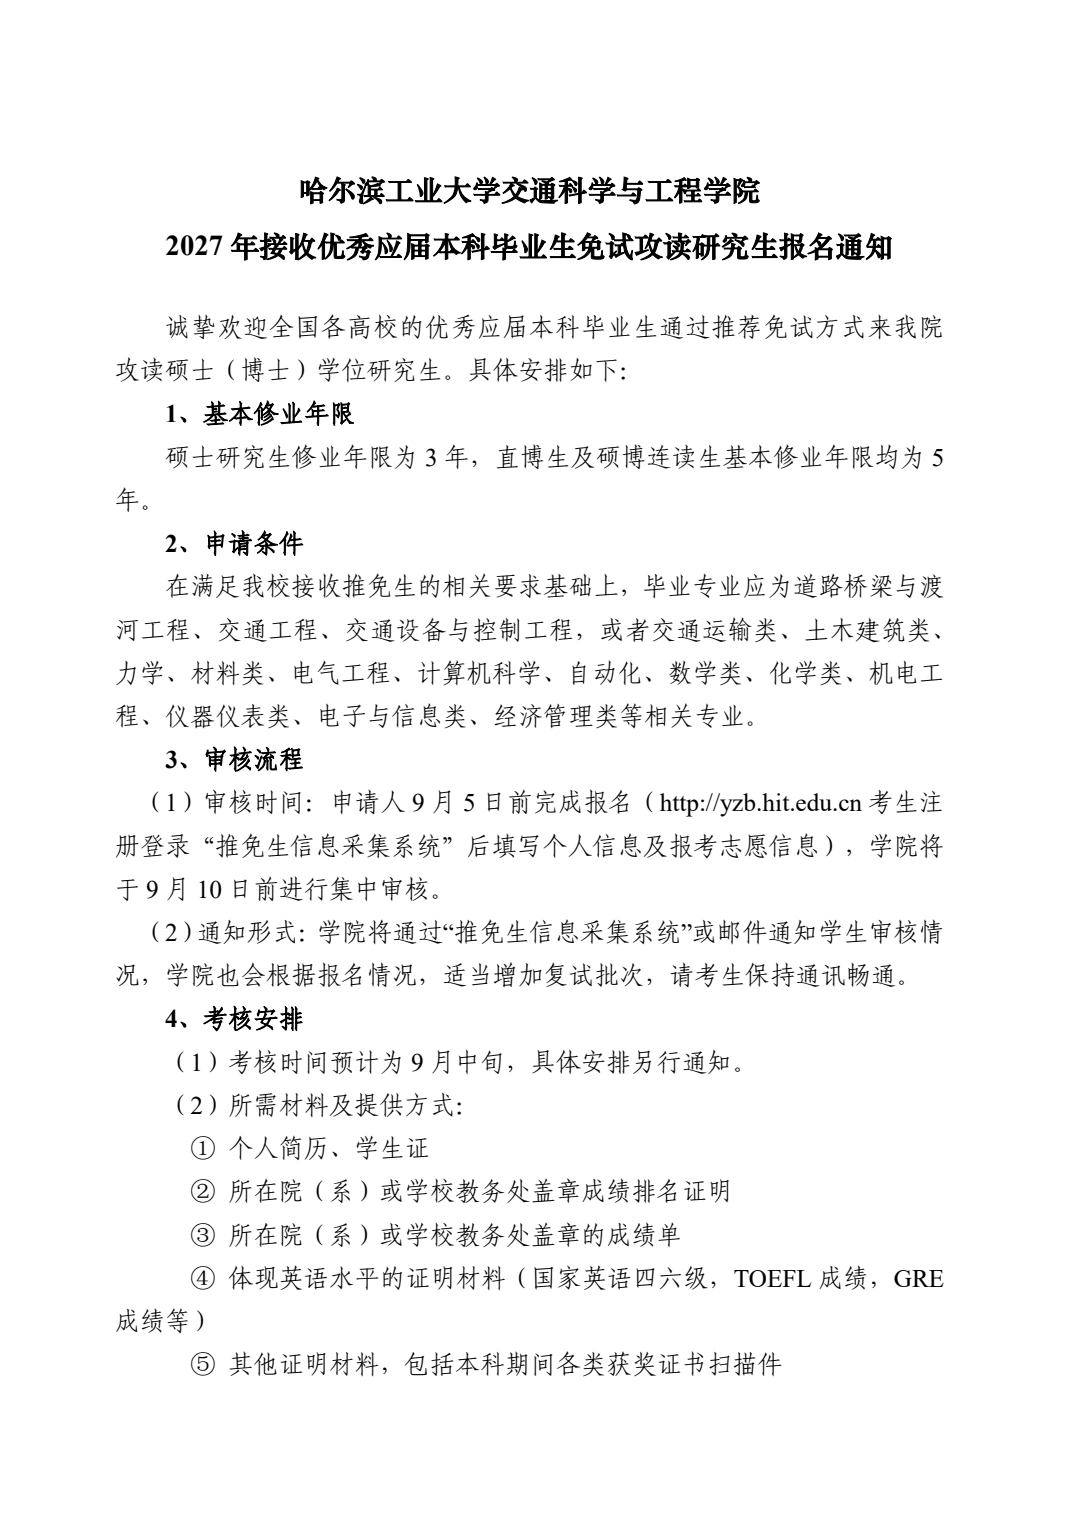 哈尔滨工业大学交通科学与工程学院
2027 年接收优秀应届本科毕业生免试攻读研究生报名通知
诚挚欢迎全国各高校的优秀应届本科毕业生通过推荐免试方式来我院
攻读硕士（博士）学位研究生。具体安排如下：
1、基本修业年限
硕士研究生修业年限为 3 年，直博生及硕博连读生基本修业年限均为 5
年。
2、申请条件
在满足我校接收推免生的相关要求基础上，毕业专业应为道路桥梁与渡
河工程、交通工程、交通设备与控制工程，或者交通运输类、土木建筑类、
力学、材料类、电气工程、计算机科学、自动化、数学类、化学类、机电工
程、仪器仪表类、电子与信息类、经济管理类等相关专业。
3、审核流程
（1）审核时间：申请人 9 月 5 日前完成报名（http://yzb.hit.edu.cn 考生注
册登录“推免生信息采集系统”后填写个人信息及报考志愿信息），学院将
于 9 月 10 日前进行集中审核。
（2）通知形式：学院将通过“推免生信息采集系统”或邮件通知学生审核情
况，学院也会根据报名情况，适当增加复试批次，请考生保持通讯畅通。
4、考核安排
（1）考核时间预计为 9 月中旬，具体安排另行通知。
（2）所需材料及提供方式：
① 个人简历、学生证
② 所在院（系）或学校教务处盖章成绩排名证明
③ 所在院（系）或学校教务处盖章的成绩单
④ 体现英语水平的证明材料（国家英语四六级，TOEFL 成绩，GRE
成绩等）
⑤ 其他证明材料，包括本科期间各类获奖证书扫描件